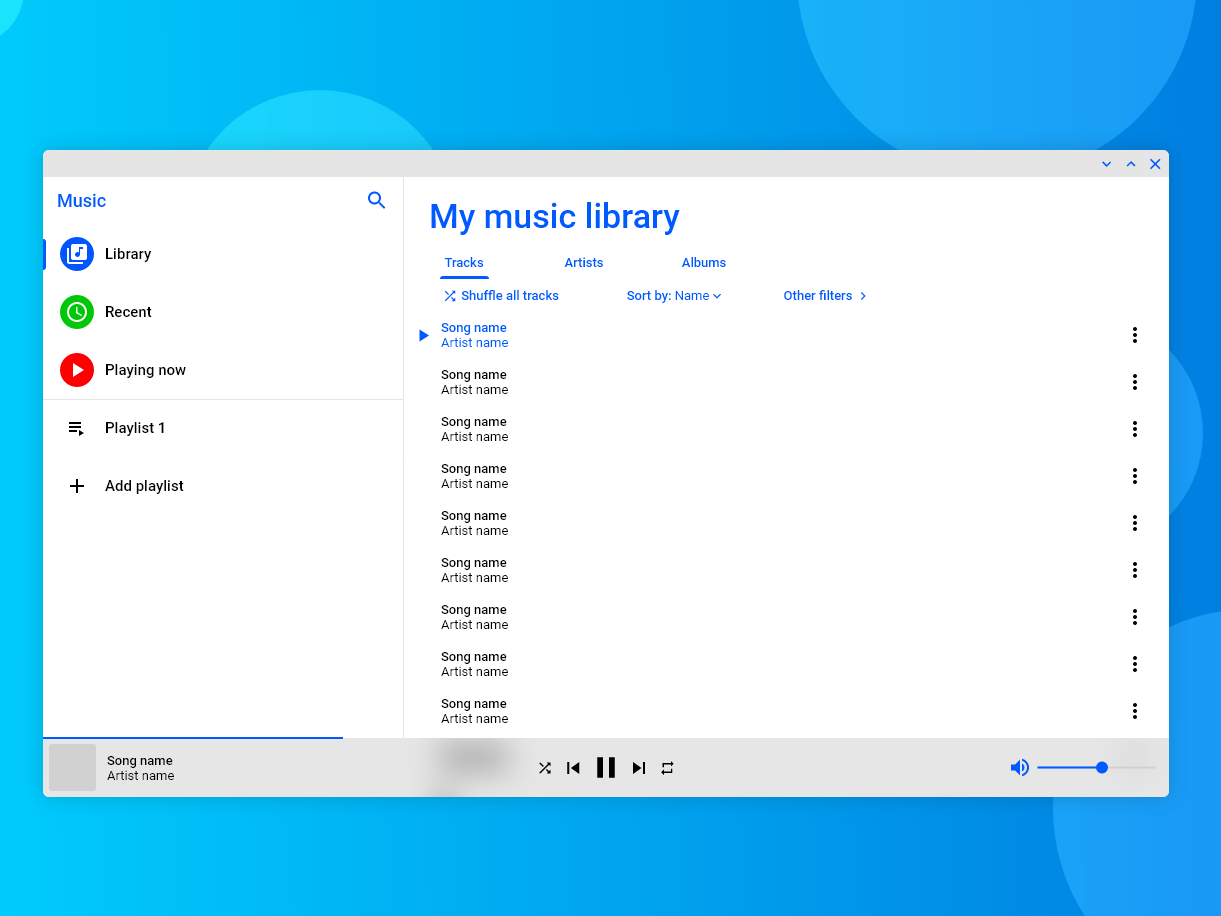 Music
Library
Recent
Playing now
Playlist 1
Add playlist
My music library
Tracks Artists Albums
Shuffle all tracks Sort by: Name Other filters
Song name
Artist name
Song name
Artist name
Song name
Artist name
Song name
Artist name
Song name
Artist name
Song name
Artist name
Song name
Artist name
Song name
Artist name
Song name
Artist name
Song name
Artist name